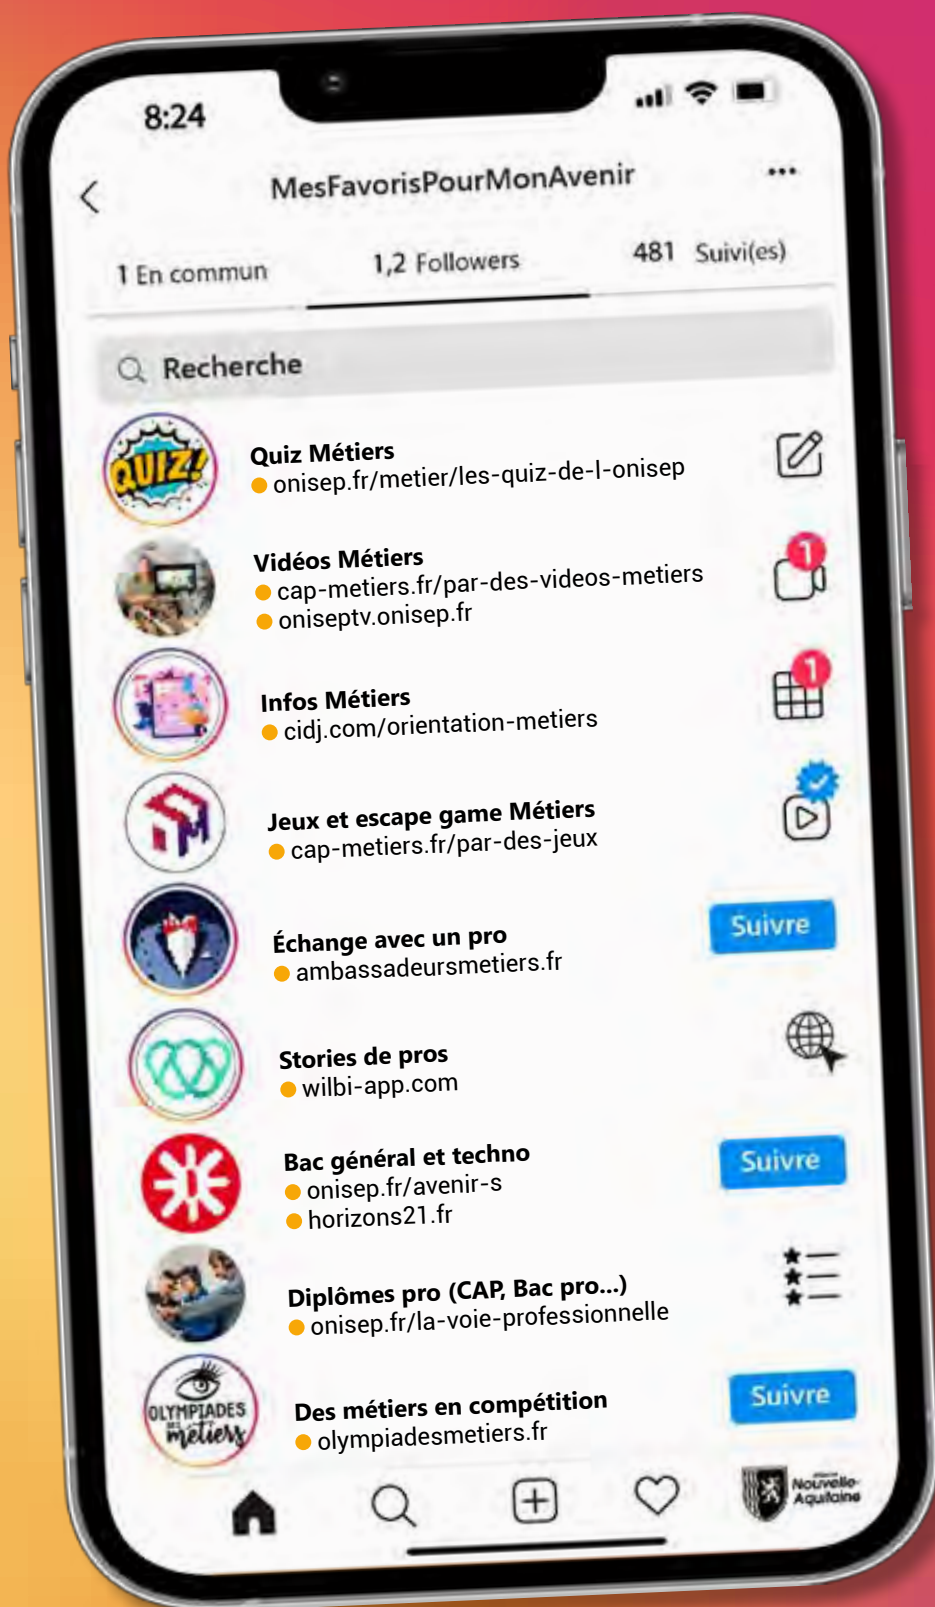 8:24
MesFavorisPourMonAvenir
1 En commun
1,2 Followers
481 Suivi(es)
Recherche
QUIZ!
Quiz Métiers
onisep.fr/metier/les-quiz-de-l-onisep
Vidéos Métiers
cap-metiers.fr/par-des-videos-metiers
oniseptv.onisep.fr
1
Infos Métiers
cidj.com/orientation-metiers
1
Jeux et escape game Métiers
cap-metiers.fr/par-des-jeux
Échange avec un pro
ambassadeursmetiers.fr
Suivre
Stories de pros
wilbi-app.com
Bac général et techno
onisep.fr/avenir-s
horizons21.fr
Suivre
Diplômes pro (CAP, Bac pro...)
onisep.fr/la-voie-professionnelle
OLYMPIADES
DES
métiers
Des métiers en compétition
olympiadesmetiers.fr
Suivre
Nouvelle-
Aquitaine